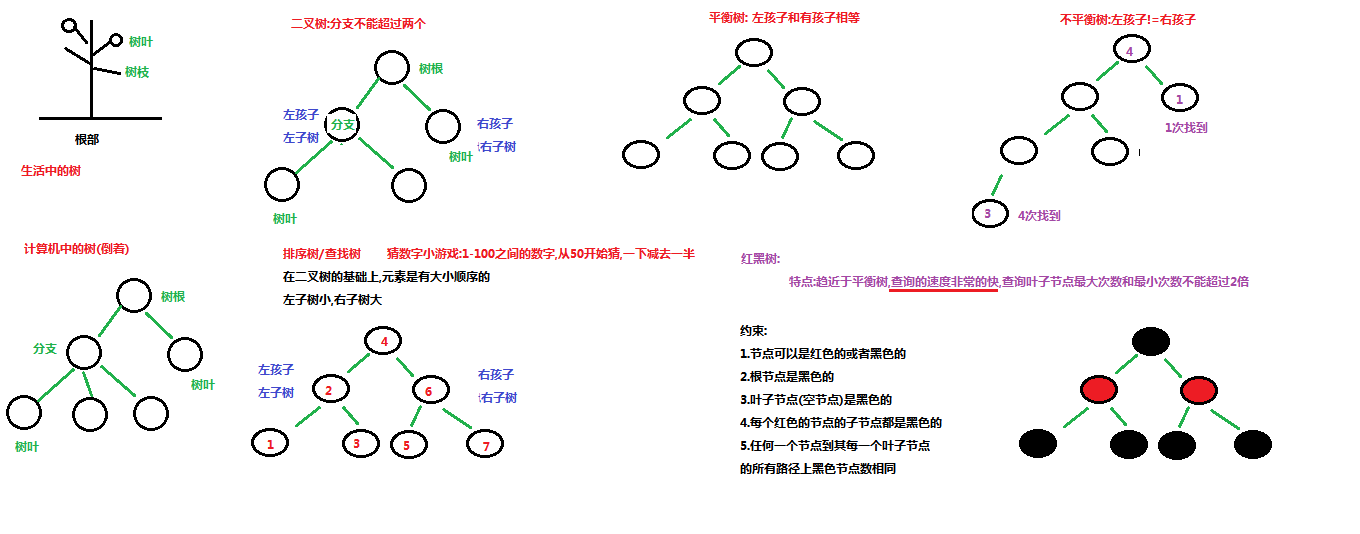 树叶
树枝
根部
生活中的树
二叉树:分支不能超过两个
树根
左孩子
左子树
分支
右孩子
右子树
树叶
树叶
平衡树: 左孩子和有孩子相等
不平衡树:左孩子!=右孩子
4
1
1次找到
3
4次找到
计算机中的树(倒着)
树根
分支
树叶
树叶
排序树/查找树 猜数字小游戏:1-100之间的数字,从50开始猜,一下减去一半
在二叉树的基础上,元素是有大小顺序的
左子树小,右子树大
4
左孩子
左子树
2
6
右孩子
右子树
1
3
5
7
红黑树:
特点:趋近于平衡树,查询的速度非常的快,查询叶子节点最大次数和最小次数不能超过2倍
约束:
1.节点可以是红色的或者黑色的
2.根节点是黑色的
3.叶子节点(空节点)是黑色的
4.每个红色的节点的子节点都是黑色的
5.任何一个节点到其每一个叶子节点
的所有路径上黑色节点数相同